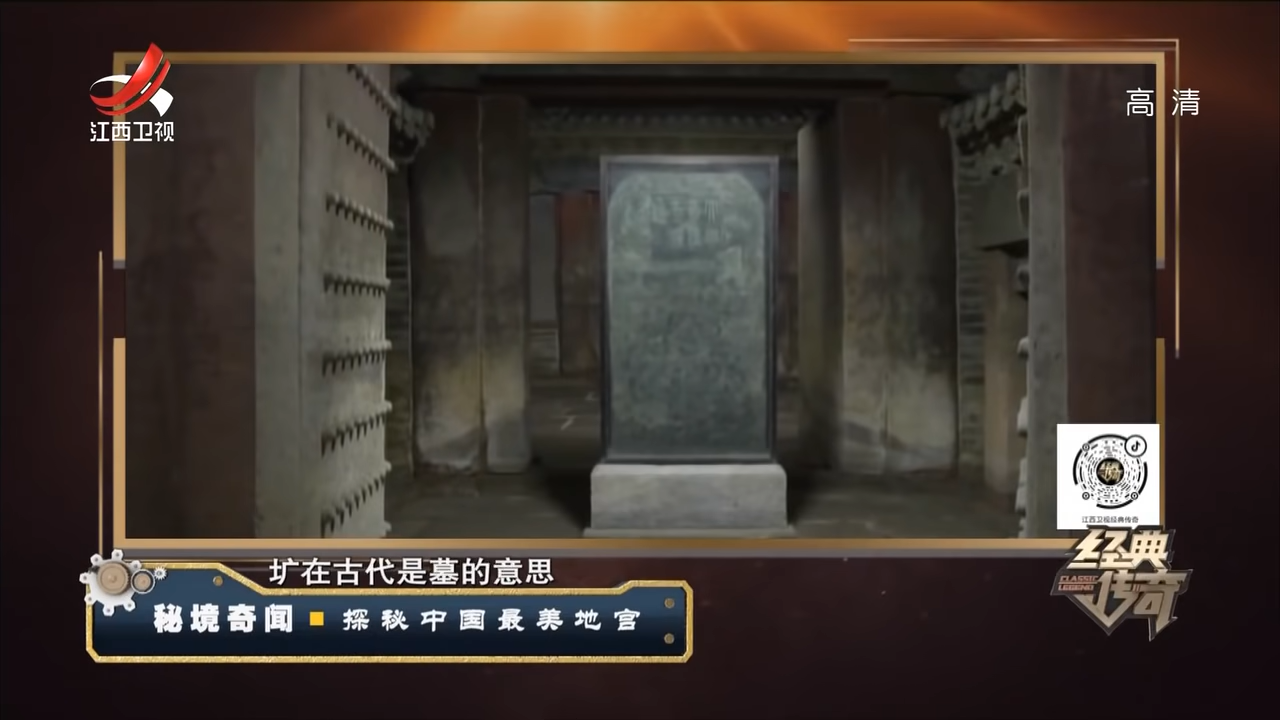 江西卫视
高清
江西卫视经典传奇
经典
CLASSIC
LEGEND
传奇
圹在古代是墓的意思
秘境奇闻 ■ 探秘中国最美地宫